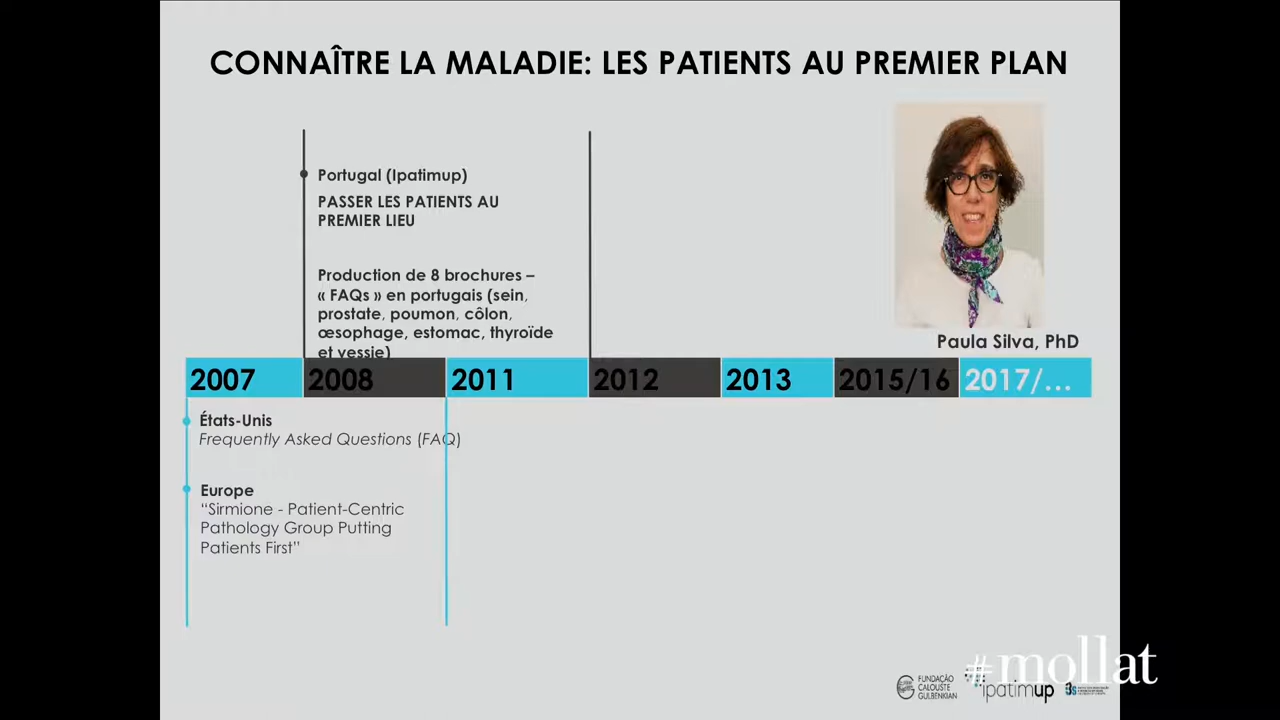 CONNAÎTRE LA MALADIE: LES PATIENTS AU PREMIER PLAN
Portugal (Ipatimup)
PASSER LES PATIENTS AU
PREMIER LIEU
Production de 8 brochures –
« FAQs » en portugais (sein,
prostate, poumon, côlon,
œsophage, estomac, thyroïde
et vessie)
Paula Silva, PhD
2007 2008 2011 2012 2013 2015/16 2017/...
États-Unis
Frequently Asked Questions (FAQ)
Europe
“Sirmione - Patient-Centric
Pathology Group Putting
Patients First”
#mollat
FUNDAÇÃO
CALOUSTE
GULBENKIAN
ipatimup
i3s